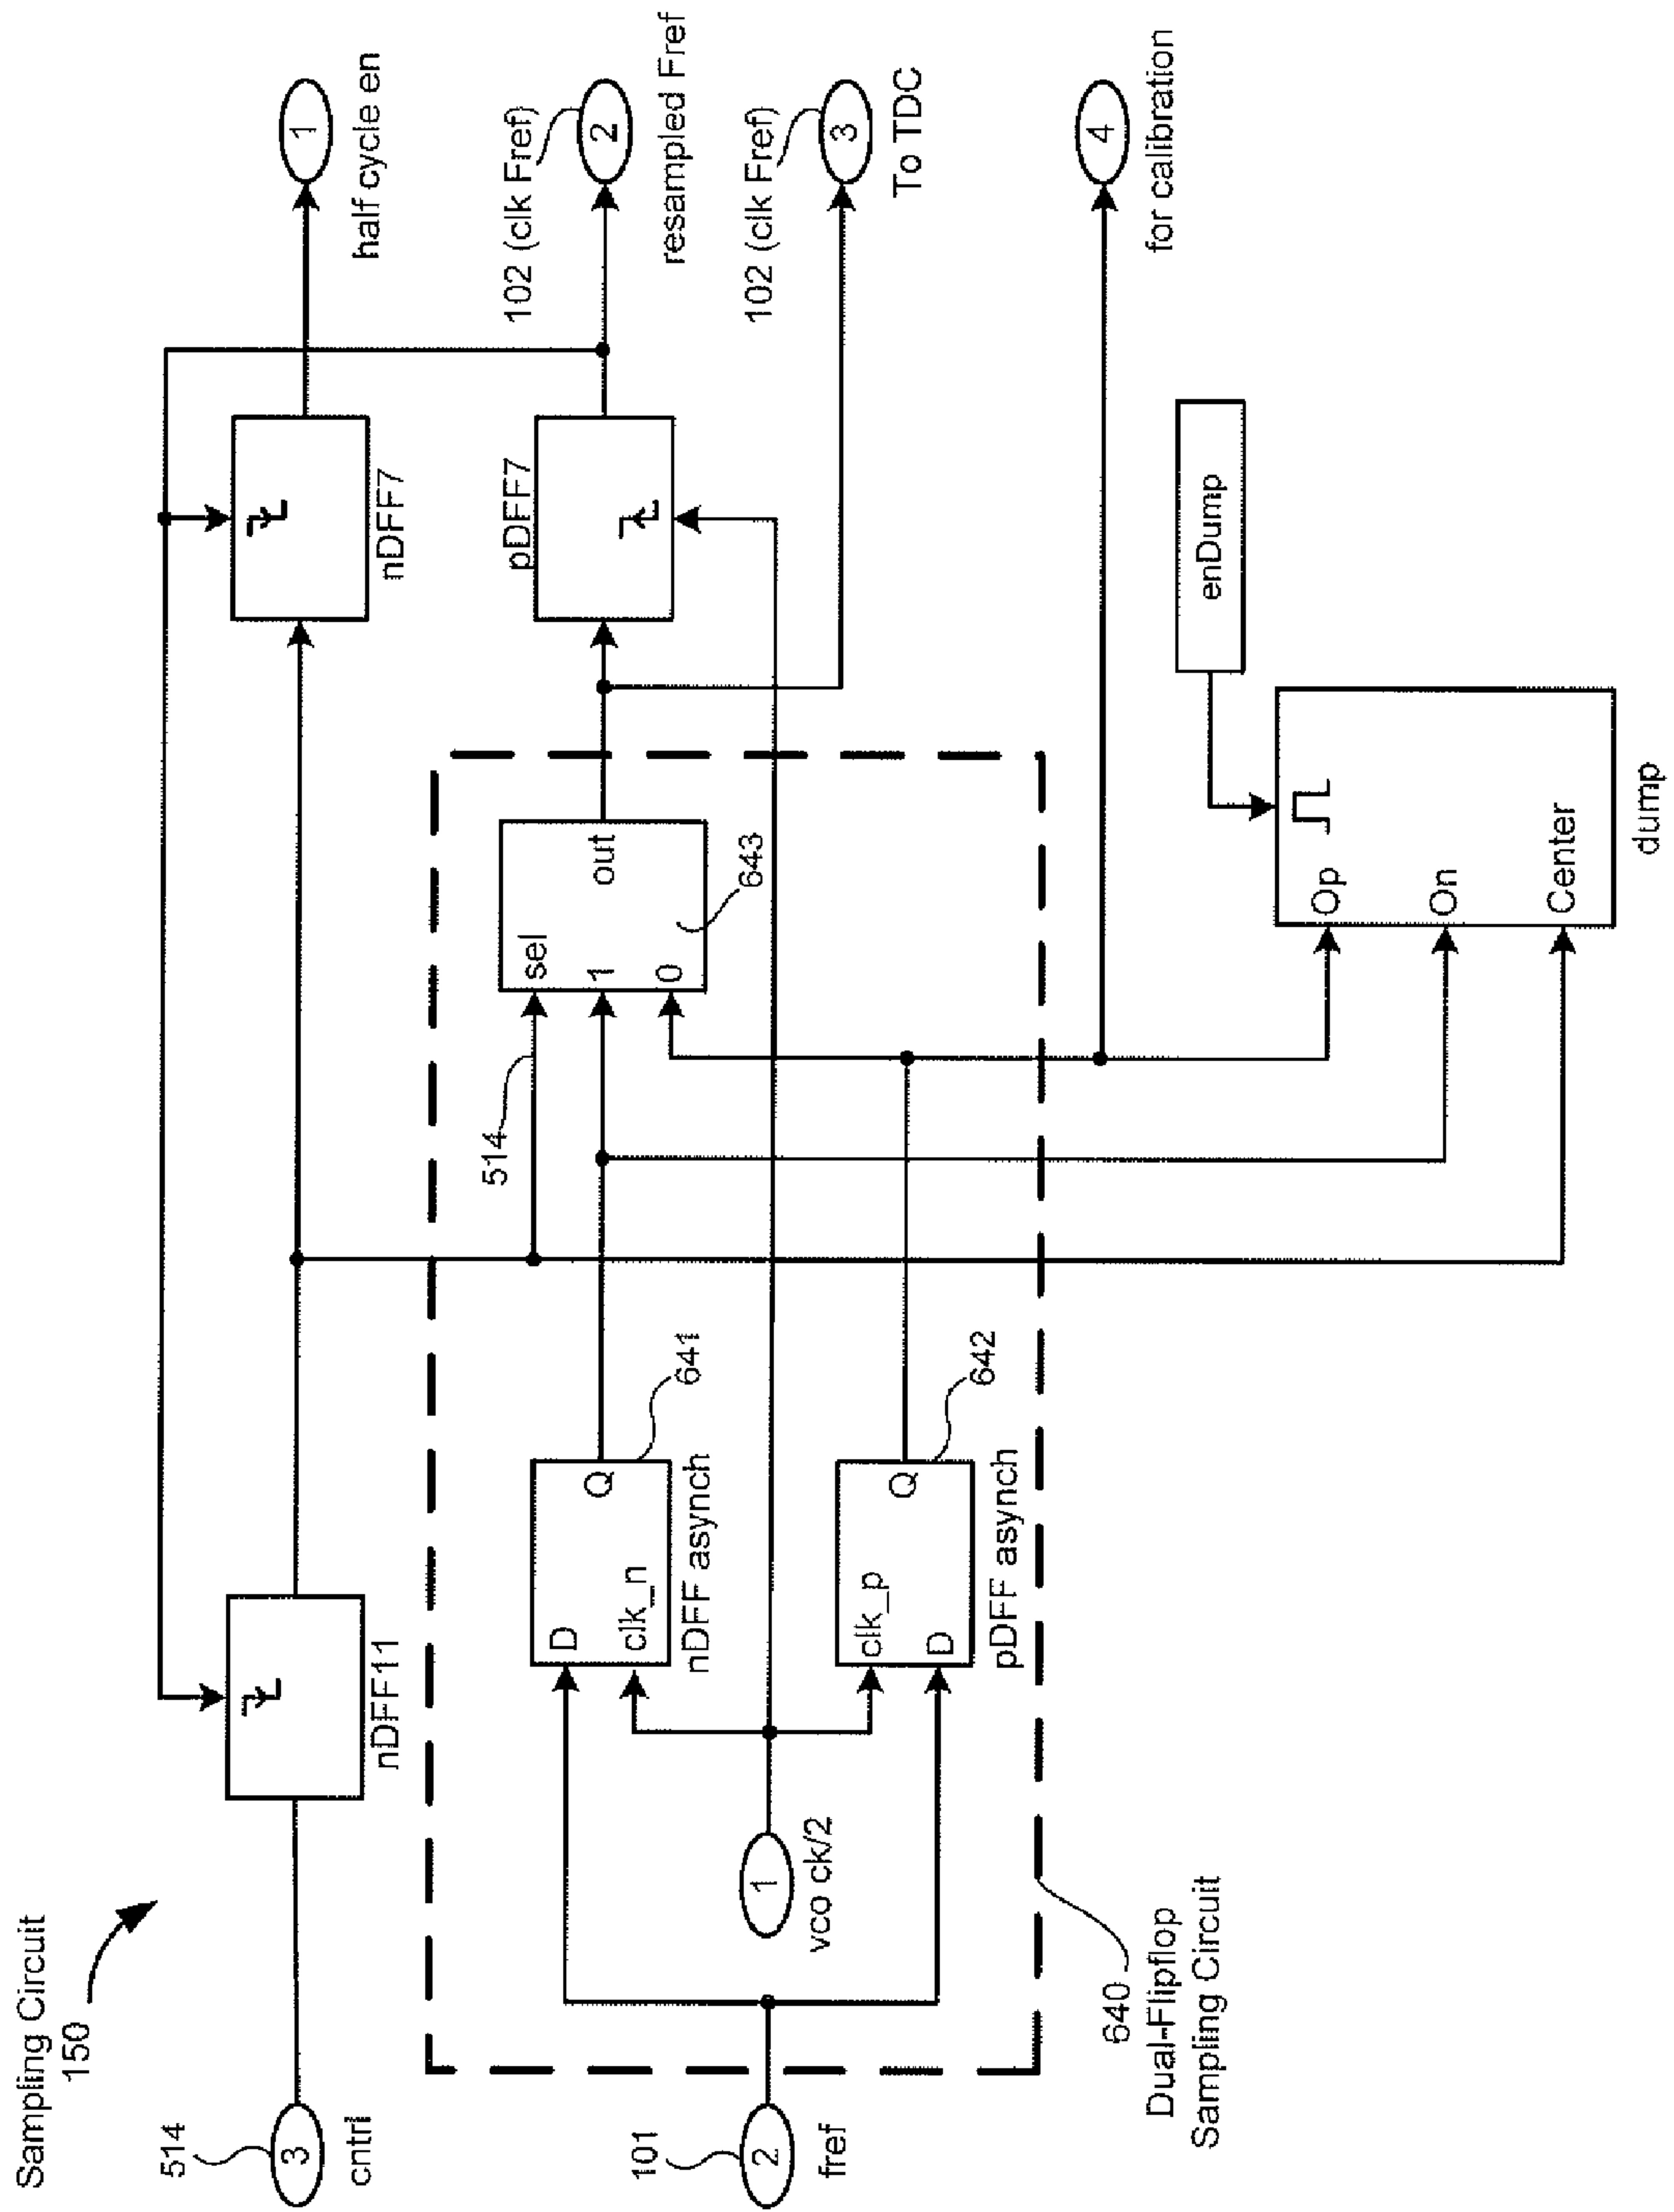 Sampling Circuit
150
514
3
cntrl
nDFF11
nDFF7
1
half cycle en
101
2
fref
1
vco ck/2
D
Q
clk_n
nDFF asynch
641
clk_p
Q
D
pDFF asynch
642
514
sel
1
0
out
643
pDFF7
102 (clk Fref)
2
resampled Fref
102 (clk Fref)
3
To TDC
4
for calibration
640
Dual-Flipflop
Sampling Circuit
enDump
Op
On
Center
dump